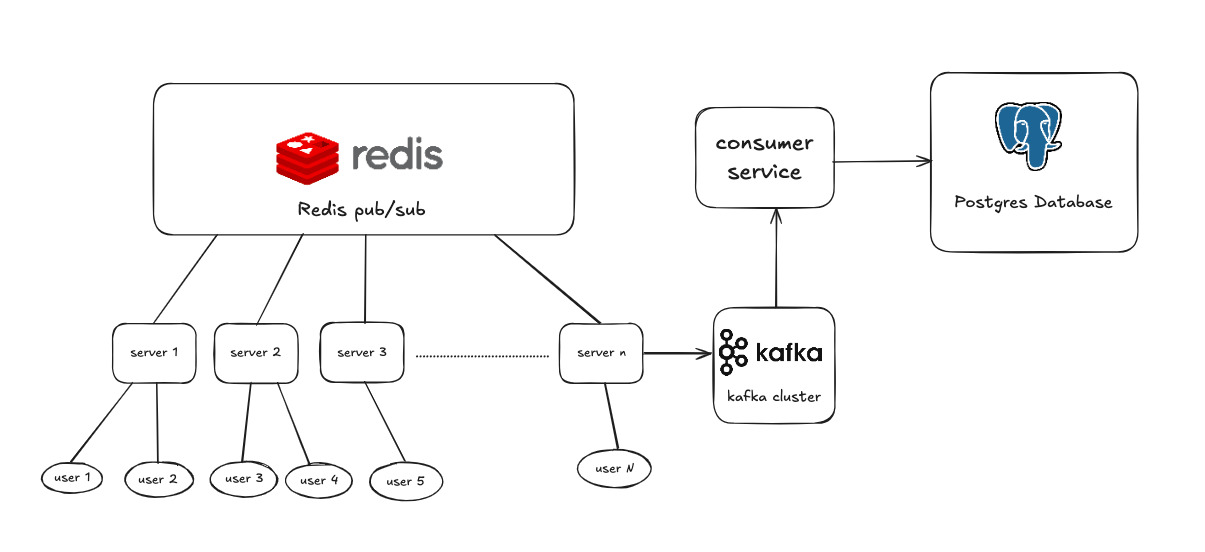 redis
Redis pub/sub
consumer
service
Postgres Database
server 1
server 2
server 3
server n
kafka
kafka cluster
user 1
user 2
user 3
user 4
user 5
user N